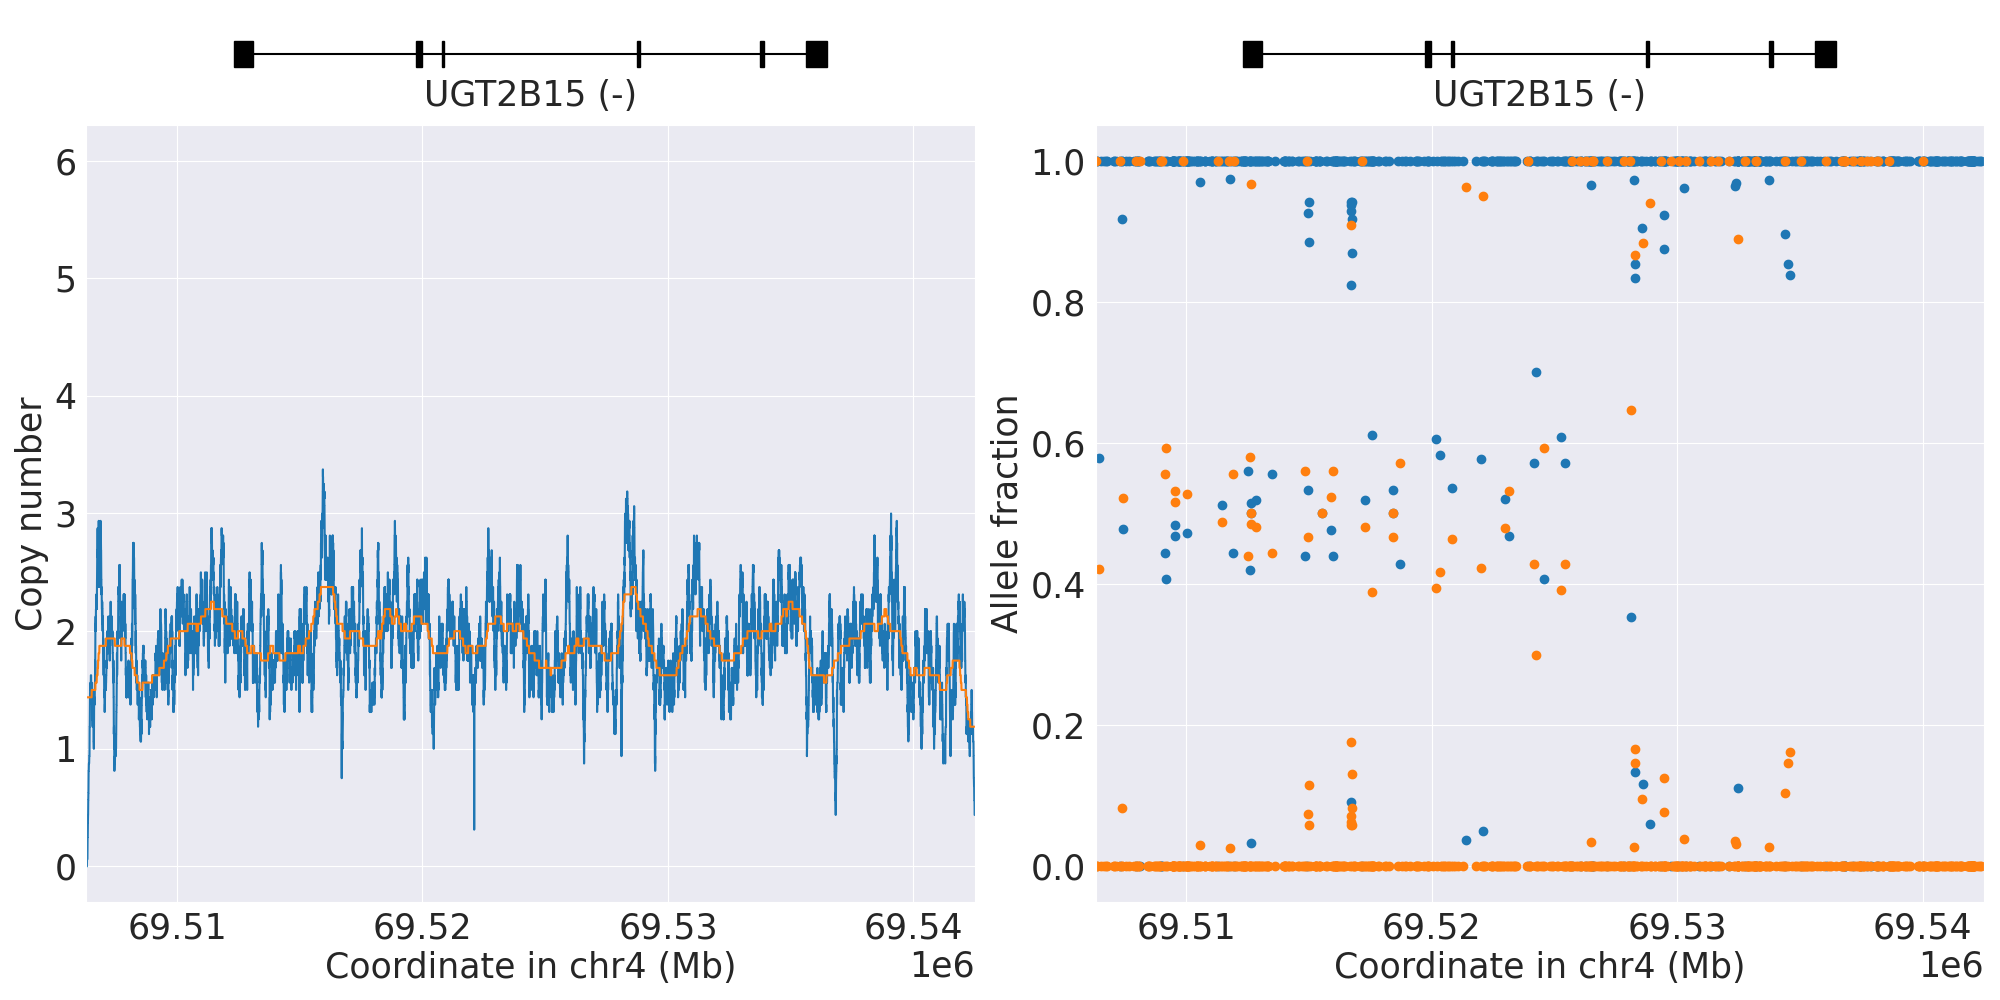 UGT2B15 (-)
6
5
4
3
2
1
0
Copy number
69.51 69.52 69.53 69.54
Coordinate in chr4 (Mb)
1e6
UGT2B15 (-)
1.0
0.8
0.6
0.4
0.2
0.0
Allele fraction
69.51 69.52 69.53 69.54
Coordinate in chr4 (Mb)
1e6